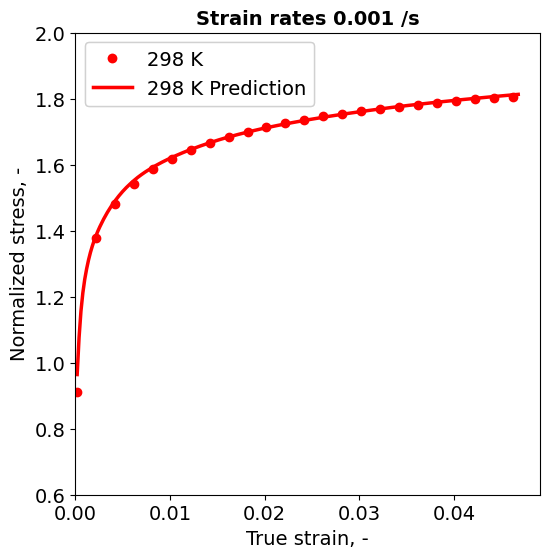 Strain rates 0.001 /s
298 K
298 K Prediction
Normalized stress, -
2.0
1.8
1.6
1.4
1.2
1.0
0.8
0.6
0.00 0.01 0.02 0.03 0.04
True strain, -